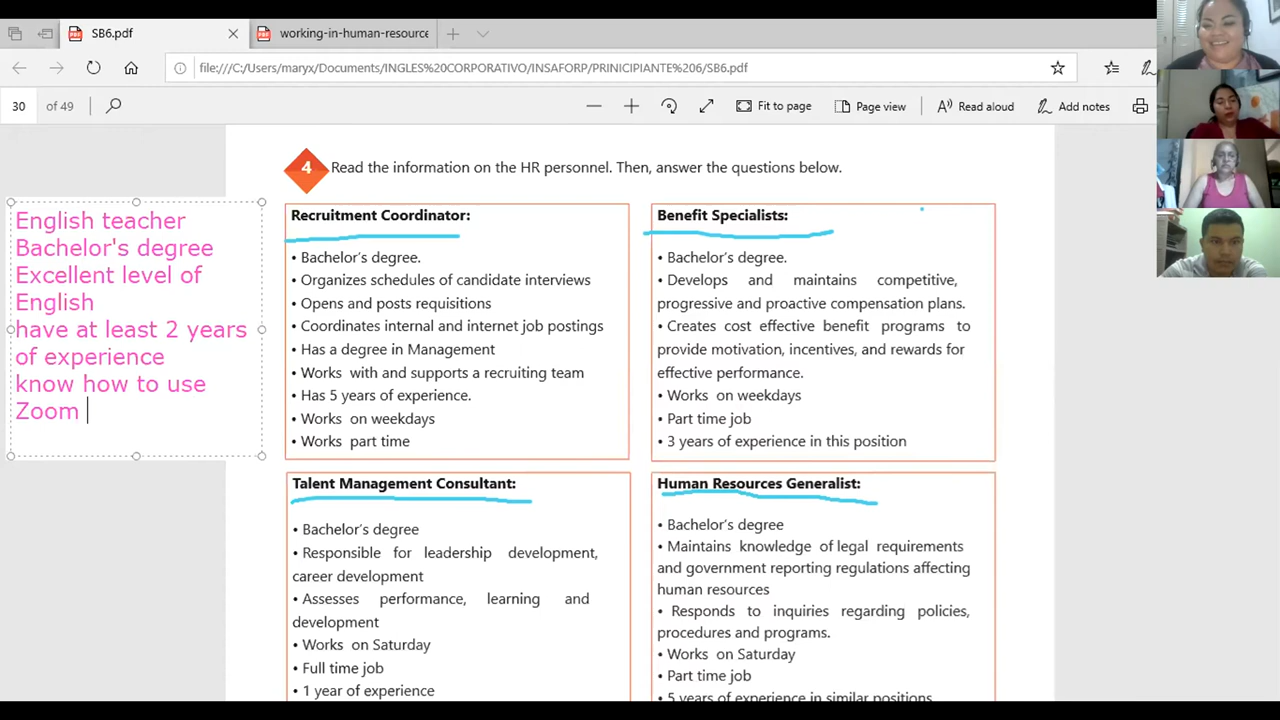 SB6.pdf
working-in-human-resource
file:///C:/Users/maryx/Documents/INGLES%20CORPORATIVO/INSAFORP/PRINICIPIANTE%206/SB6.pdf
30 of 49
Fit to page
Page view
Read aloud
Add notes
4 Read the information on the HR personnel. Then, answer the questions below.
English teacher
Bachelor's degree
Excellent level of
English
have at least 2 years
of experience
know how to use
Zoom
Recruitment Coordinator:
• Bachelor's degree.
• Organizes schedules of candidate interviews
• Opens and posts requisitions
• Coordinates internal and internet job postings
• Has a degree in Management
• Works with and supports a recruiting team
• Has 5 years of experience.
• Works on weekdays
• Works part time
Benefit Specialists:
• Bachelor's degree.
• Develops and maintains competitive,
progressive and proactive compensation plans.
• Creates cost effective benefit programs to
provide motivation, incentives, and rewards for
effective performance.
• Works on weekdays
• Part time job
• 3 years of experience in this position
Talent Management Consultant:
• Bachelor's degree
• Responsible for leadership development,
career development
• Assesses performance, learning and
development
• Works on Saturday
• Full time job
• 1 year of experience
Human Resources Generalist:
• Bachelor's degree
• Maintains knowledge of legal requirements
and government reporting regulations affecting
human resources
• Responds to inquiries regarding policies,
procedures and programs.
• Works on Saturday
• Part time job
• 5 years of experience in similar positions